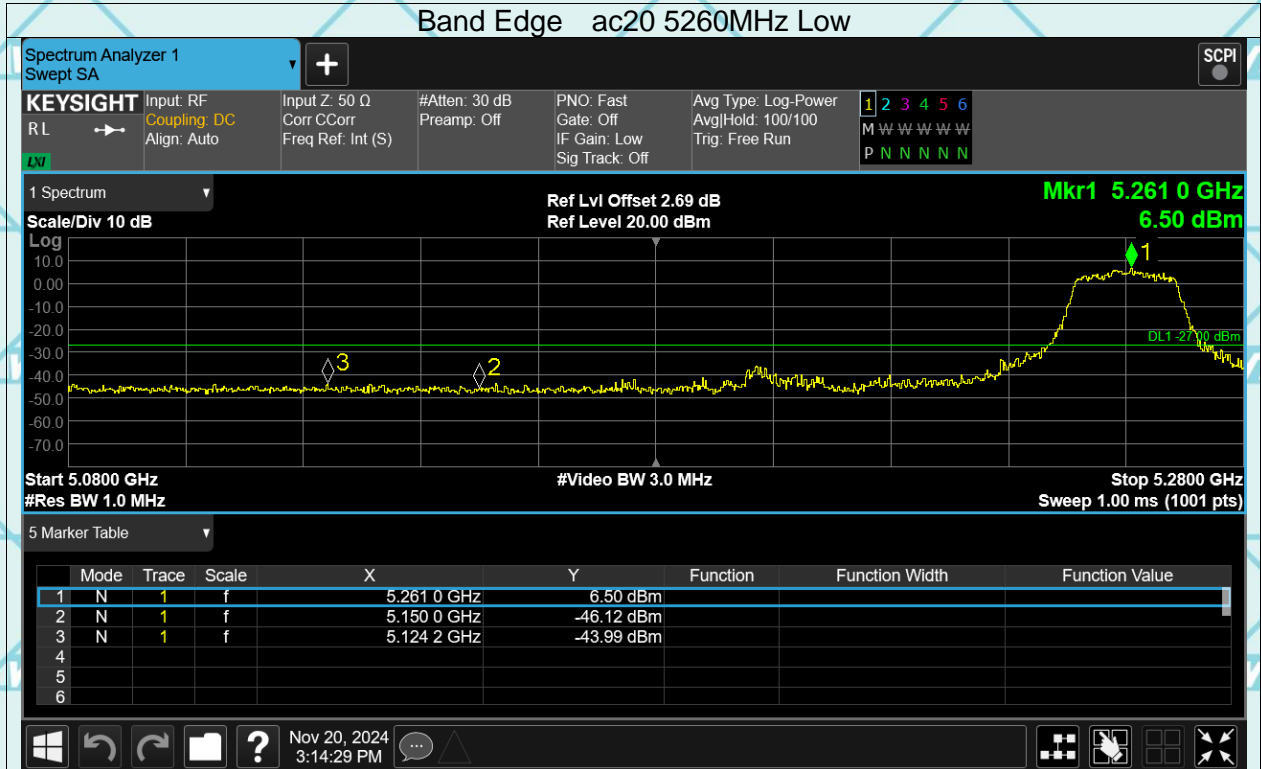 Band Edge ac20 5260MHz Low
Spectrum Analyzer 1
Swept SA
SCPI
KEYSIGHT
RL
LXI
Input: RF
Coupling: DC
Align: Auto
Input Z: 50 Ω
Corr CCorr
Freq Ref: Int (S)
#Atten: 30 dB
Preamp: Off
PNO: Fast
Gate: Off
IF Gain: Low
Sig Track: Off
Avg Type: Log-Power
Avg|Hold: 100/100
Trig: Free Run
1 2 3 4 5 6
M W W W W W
P N N N N N
1 Spectrum
Scale/Div 10 dB
Ref Lvl Offset 2.69 dB
Ref Level 20.00 dBm
Mkr1 5.261 0 GHz
6.50 dBm
Log
10.0
0.00
-10.0
-20.0
-30.0
-40.0
-50.0
-60.0
-70.0
1
2
3
DL1 -27.00 dBm
Start 5.0800 GHz
#Video BW 3.0 MHz
Stop 5.2800 GHz
#Res BW 1.0 MHz
Sweep 1.00 ms (1001 pts)
5 Marker Table
Mode Trace Scale X Y Function Function Width Function Value
1 N 1 f 5.261 0 GHz 6.50 dBm
2 N 1 f 5.150 0 GHz -46.12 dBm
3 N 1 f 5.124 2 GHz -43.99 dBm
4
5
6
?
Nov 20, 2024
3:14:29 PM